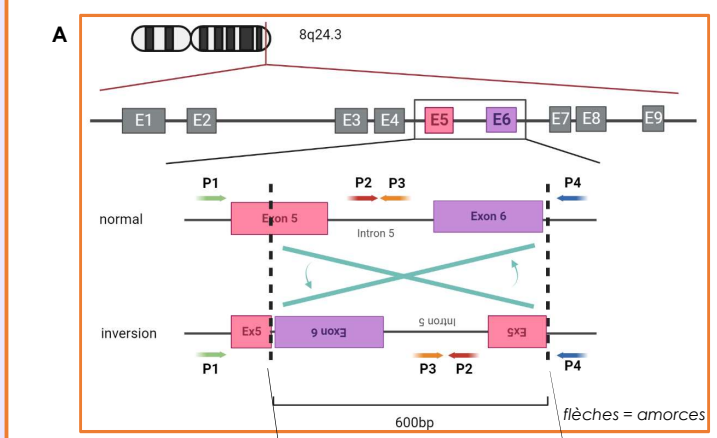 A
8q24.3
E1 E2 E3 E4 E5 E6 E7 E8 E9
P1 P2 P3 P4
normal Exon 5 Exon 6
Intron 5
inversion Ex5 Exon 6 Intron 5 Ex5
P1 P3 P2 P4
flèches = amorces
600bp